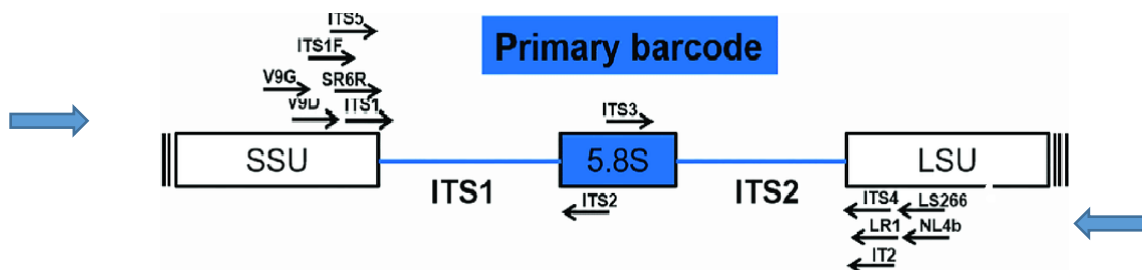 ITS5
Primary barcode
ITS1F
V9G
SR6R
V9D
ITS1
ITS3
SSU
5.8S
LSU
ITS1
ITS2
ITS2
ITS4
LS266
LR1
NL4b
IT2